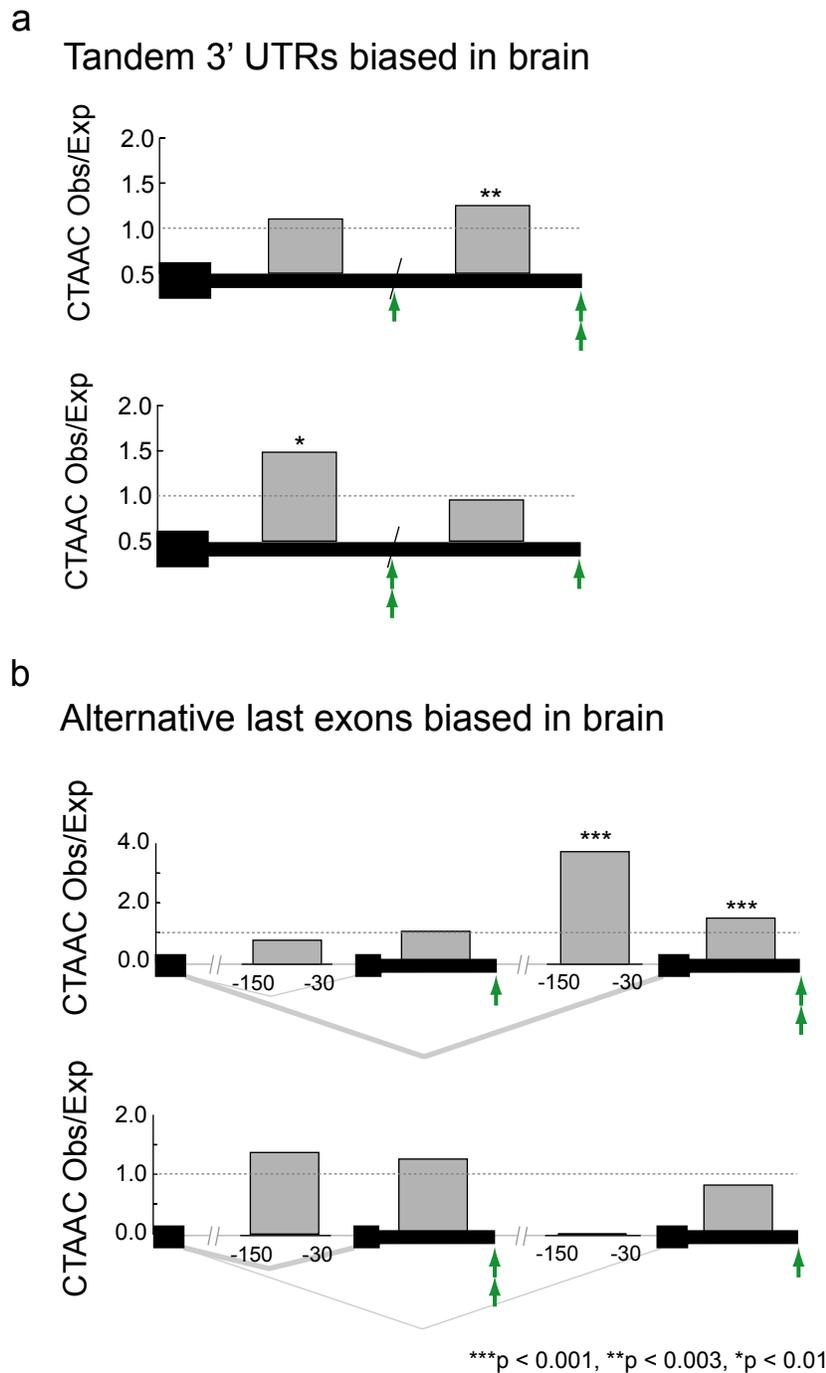 a
Tandem 3’ UTRs biased in brain
CTAAC Obs/Exp
2.0
1.5
1.0
0.5
**
CTAAC Obs/Exp
2.0
1.5
1.0
0.5
*
b
Alternative last exons biased in brain
CTAAC Obs/Exp
4.0
2.0
0.0
***
***
-150 -30 -150 -30
CTAAC Obs/Exp
2.0
1.0
0.0
-150 -30 -150 -30
***p < 0.001, **p < 0.003, *p < 0.01